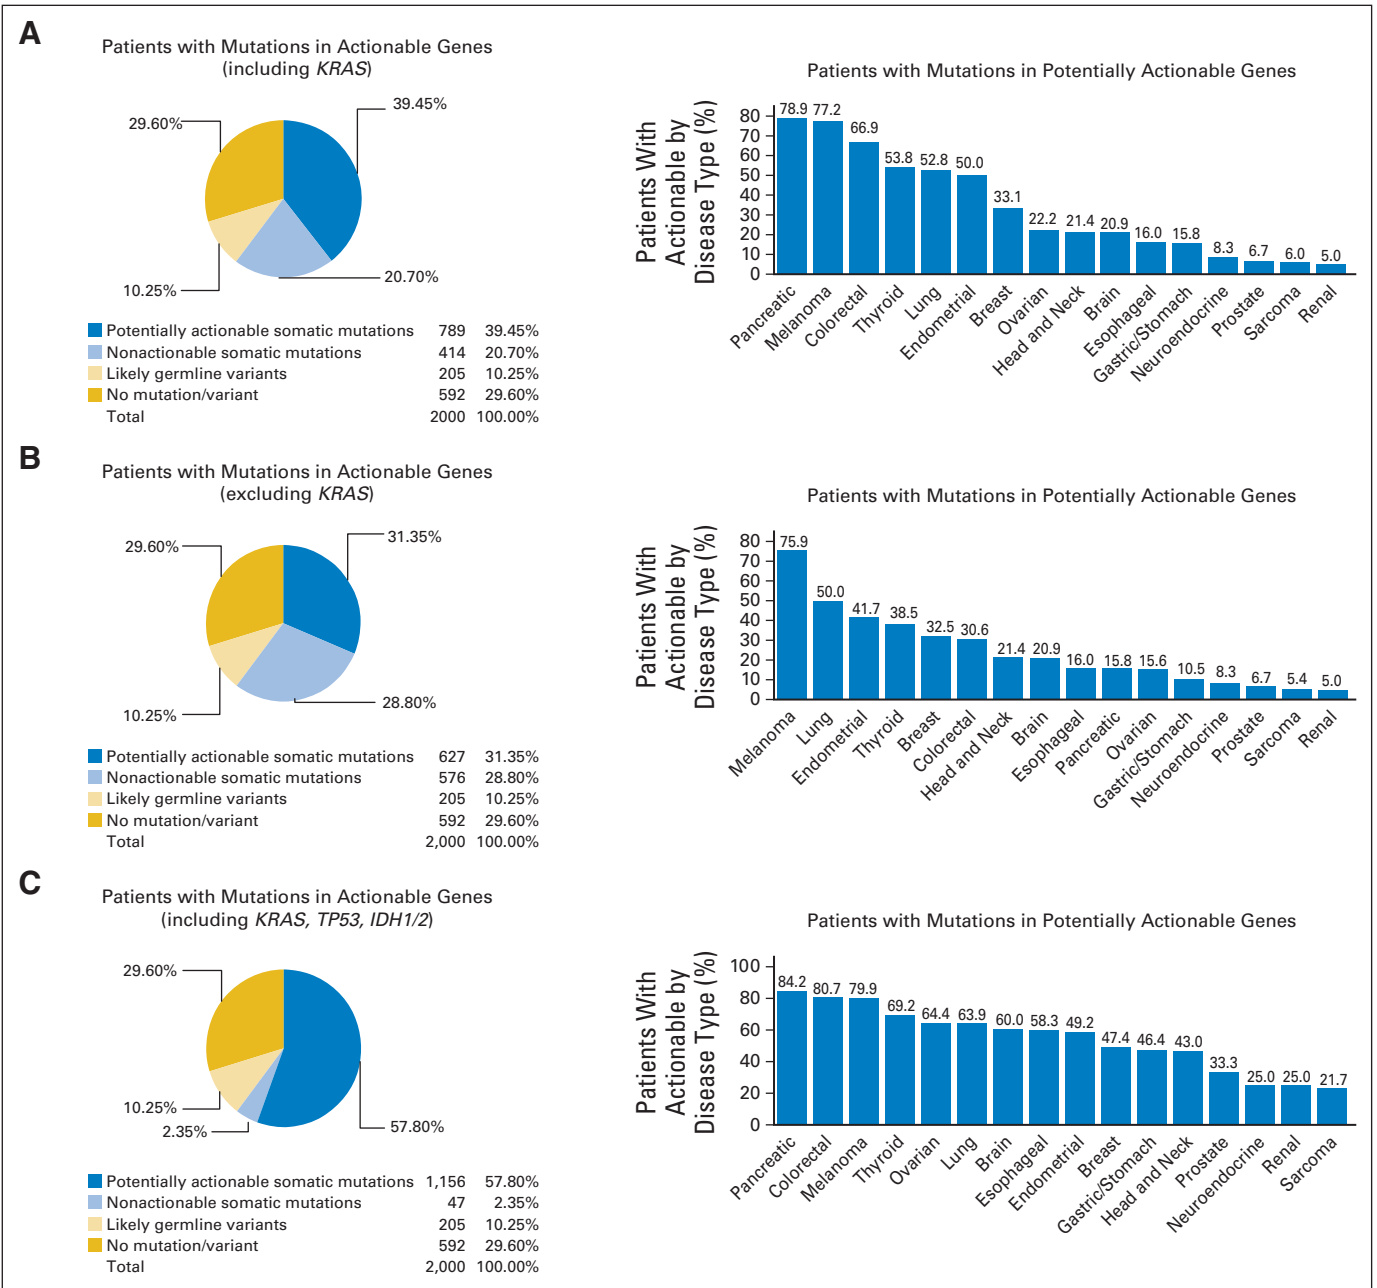 A
Patients with Mutations in Actionable Genes
(including KRAS)
39.45%
29.60%
10.25%
20.70%
Potentially actionable somatic mutations 789 39.45%
Nonactionable somatic mutations 414 20.70%
Likely germline variants 205 10.25%
No mutation/variant 592 29.60%
Total 2000 100.00%
Patients with Mutations in Potentially Actionable Genes
Patients With
Actionable by
Disease Type (%)
80
70
60
50
40
30
20
10
0
78.9 77.2 66.9 53.8 52.8 50.0 33.1 22.2 21.4 20.9 16.0 15.8 8.3 6.7 6.0 5.0
Pancreatic
Melanoma
Colorectal
Thyroid
Lung
Endometrial
Breast
Ovarian
Head and Neck
Brain
Esophageal
Gastric/Stomach
Neuroendocrine
Prostate
Sarcoma
Renal
B
Patients with Mutations in Actionable Genes
(excluding KRAS)
31.35%
29.60%
10.25%
28.80%
Potentially actionable somatic mutations 627 31.35%
Nonactionable somatic mutations 576 28.80%
Likely germline variants 205 10.25%
No mutation/variant 592 29.60%
Total 2,000 100.00%
Patients with Mutations in Potentially Actionable Genes
Patients With
Actionable by
Disease Type (%)
80
70
60
50
40
30
20
10
0
75.9 50.0 41.7 38.5 32.5 30.6 21.4 20.9 16.0 15.8 15.6 10.5 8.3 6.7 5.4 5.0
Melanoma
Lung
Endometrial
Thyroid
Breast
Colorectal
Head and Neck
Brain
Esophageal
Pancreatic
Ovarian
Gastric/Stomach
Neuroendocrine
Prostate
Sarcoma
Renal
C
Patients with Mutations in Actionable Genes
(including KRAS, TP53, IDH1/2)
29.60%
10.25%
2.35%
57.80%
Potentially actionable somatic mutations 1,156 57.80%
Nonactionable somatic mutations 47 2.35%
Likely germline variants 205 10.25%
No mutation/variant 592 29.60%
Total 2,000 100.00%
Patients with Mutations in Potentially Actionable Genes
Patients With
Actionable by
Disease Type (%)
100
80
60
40
20
0
84.2 80.7 79.9 69.2 64.4 63.9 60.0 58.3 49.2 47.4 46.4 43.0 33.3 25.0 25.0 21.7
Pancreatic
Colorectal
Melanoma
Thyroid
Ovarian
Lung
Brain
Esophageal
Endometrial
Breast
Gastric/Stomach
Head and Neck
Prostate
Neuroendocrine
Renal
Sarcoma